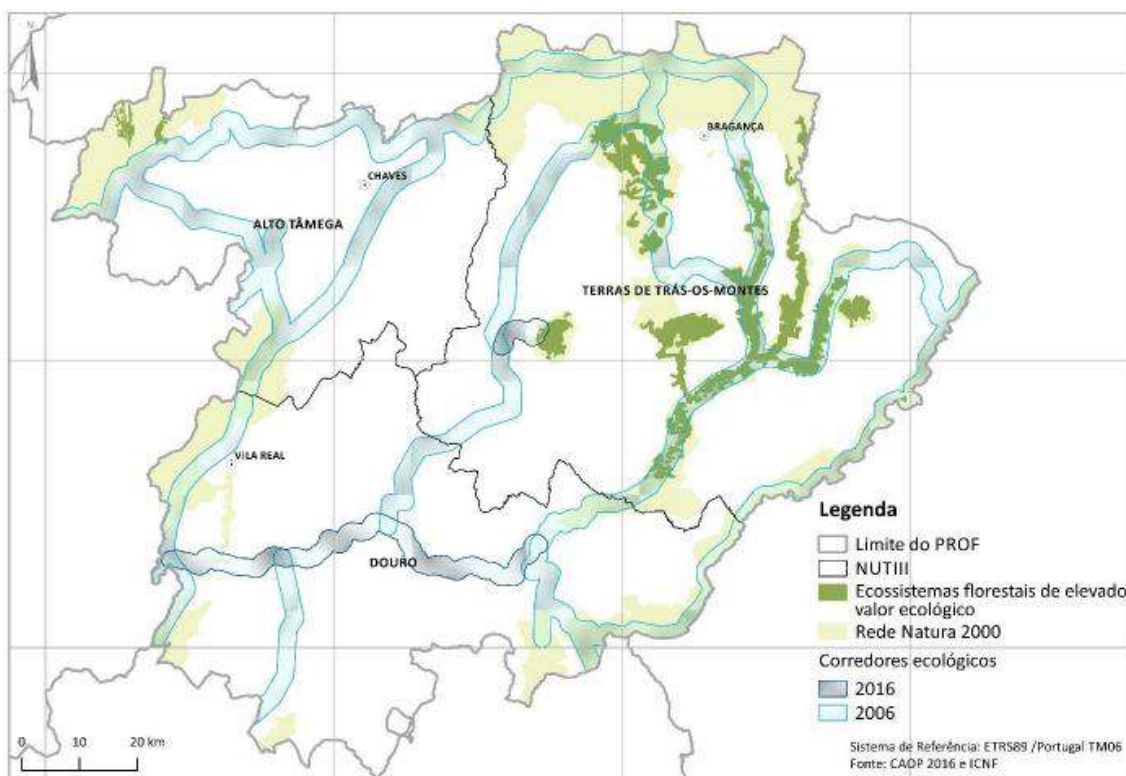 N
BRAGANÇA
CHAVES
ALTO TÂMEGA
TERRAS DE TRÁS-OS-MONTES
VILA REAL
DOURO
Legenda
Limite do PROF
NUTIII
Ecossistemas florestais de elevado
valor ecológico
Rede Natura 2000
Corredores ecológicos
2016
2006
0 10 20 km
Sistema de Referência: ETRS89 /Portugal TM06
Fonte: CAOP 2016 e ICNF